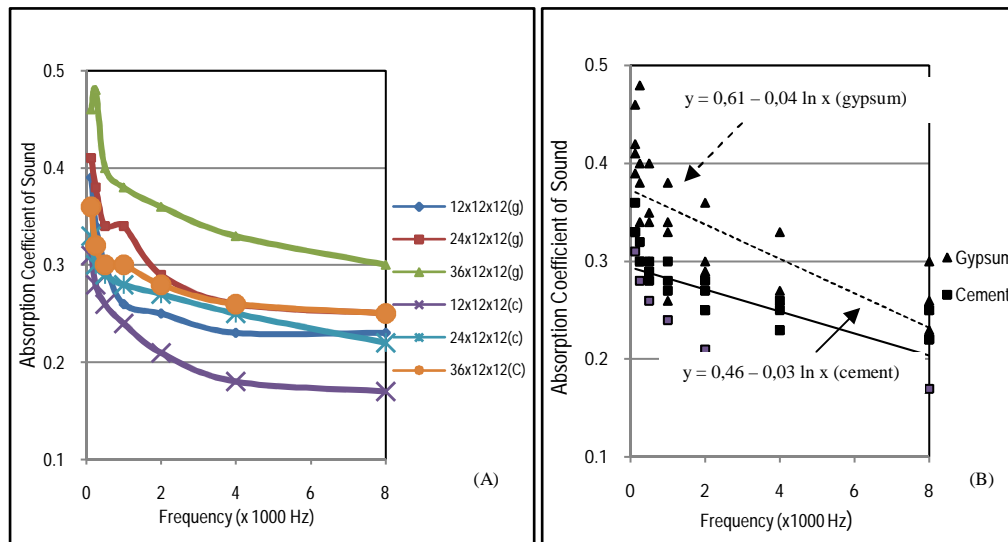 Absorption Coefficient of Sound
0.5
0.4
0.3
0.2
0.1
0
2
4
6
8
Frequency (x 1000 Hz)
(A)
12x12x12(g)
24x12x12(g)
36x12x12(g)
12x12x12(c)
24x12x12(c)
36x12x12(C)
Absorption Coefficient of Sound
0.5
0.4
0.3
0.2
0.1
0
2
4
6
8
Frequency (x1000 Hz)
(B)
y = 0,61 – 0,04 ln x (gypsum)
y = 0,46 – 0,03 ln x (cement)
Gypsum
Cement